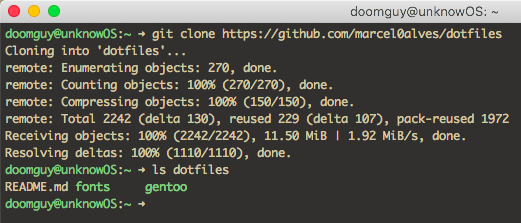 doomguy@unknowOS: ~
doomguy@unknowOS:~ → git clone https://github.com/marcel0alves/dotfiles
Cloning into 'dotfiles'...
remote: Enumerating objects: 270, done.
remote: Counting objects: 100% (270/270), done.
remote: Compressing objects: 100% (150/150), done.
remote: Total 2242 (delta 130), reused 229 (delta 107), pack-reused 1972
Receiving objects: 100% (2242/2242), 11.50 MiB | 1.92 MiB/s, done.
Resolving deltas: 100% (1110/1110), done.
doomguy@unknowOS:~ → ls dotfiles
README.md fonts     gentoo
doomguy@unknowOS:~ →